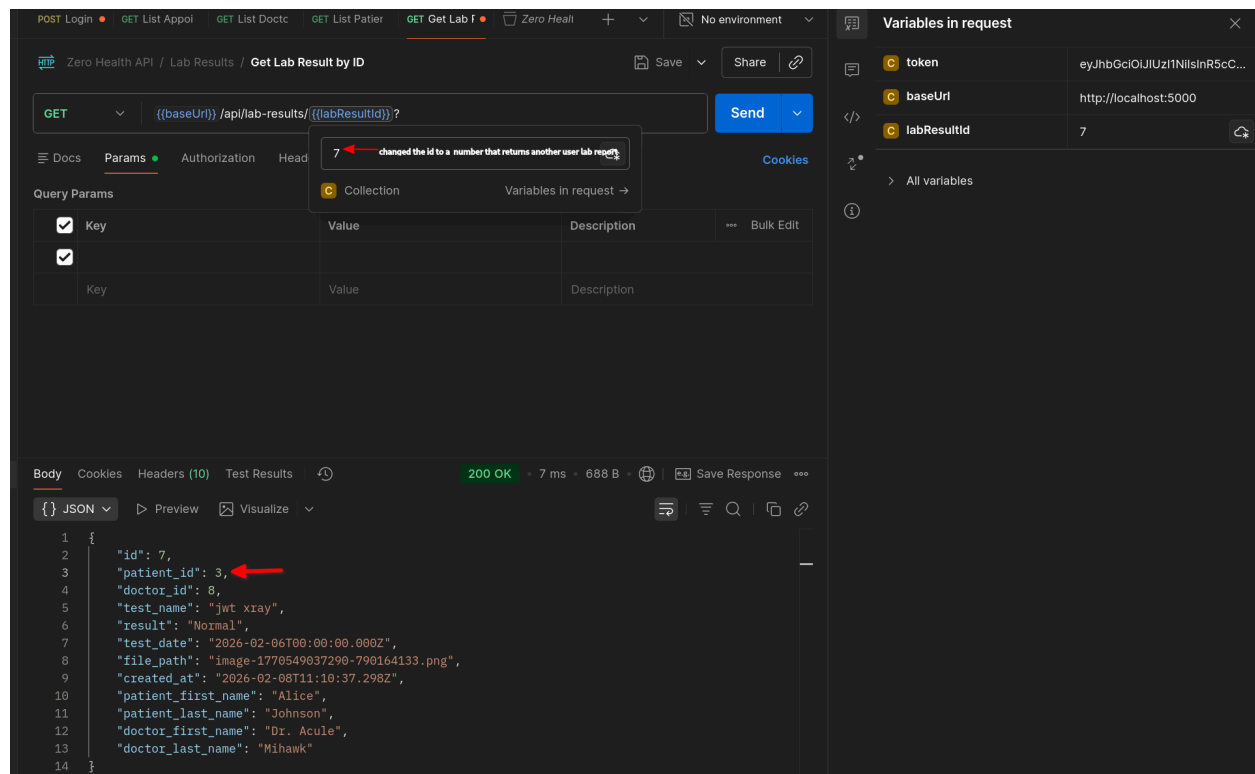 POST Login GET List Appoi GET List Doctc GET List Patier GET Get Lab F Zero Healt No environment
Variables in request
HTTP Zero Health API / Lab Results / Get Lab Result by ID Save Share
token eyJhbGciOiJIUzI1NiIsInR5cC...
baseUrl http://localhost:5000
labResultId 7
All variables
GET {{baseUrl}} /api/lab-results/{{labResultId}}? Send
7 changed the id to a number that returns another user lab report
C Collection Variables in request →
Docs Params Authorization Head Cookies
Query Params
Key Value Description Bulk Edit
Key Value Description
Body Cookies Headers (10) Test Results 200 OK 7 ms 688 B e.g. Save Response
{} JSON Preview Visualize
1 {
2 "id": 7,
3 "patient_id": 3,
4 "doctor_id": 8,
5 "test_name": "jwt xray",
6 "result": "Normal",
7 "test_date": "2026-02-06T00:00:00.000Z",
8 "file_path": "image-1770549037290-790164133.png",
9 "created_at": "2026-02-08T11:10:37.298Z",
10 "patient_first_name": "Alice",
11 "patient_last_name": "Johnson",
12 "doctor_first_name": "Dr. Acule",
13 "doctor_last_name": "Mihawk"
14 }